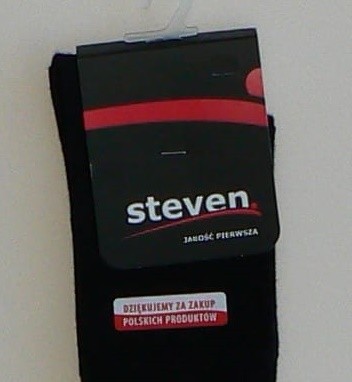 steven.
JAKOŚĆ PIERWSZA
DZIĘKUJEMY ZA ZAKUP
POLSKICH PRODUKTÓW